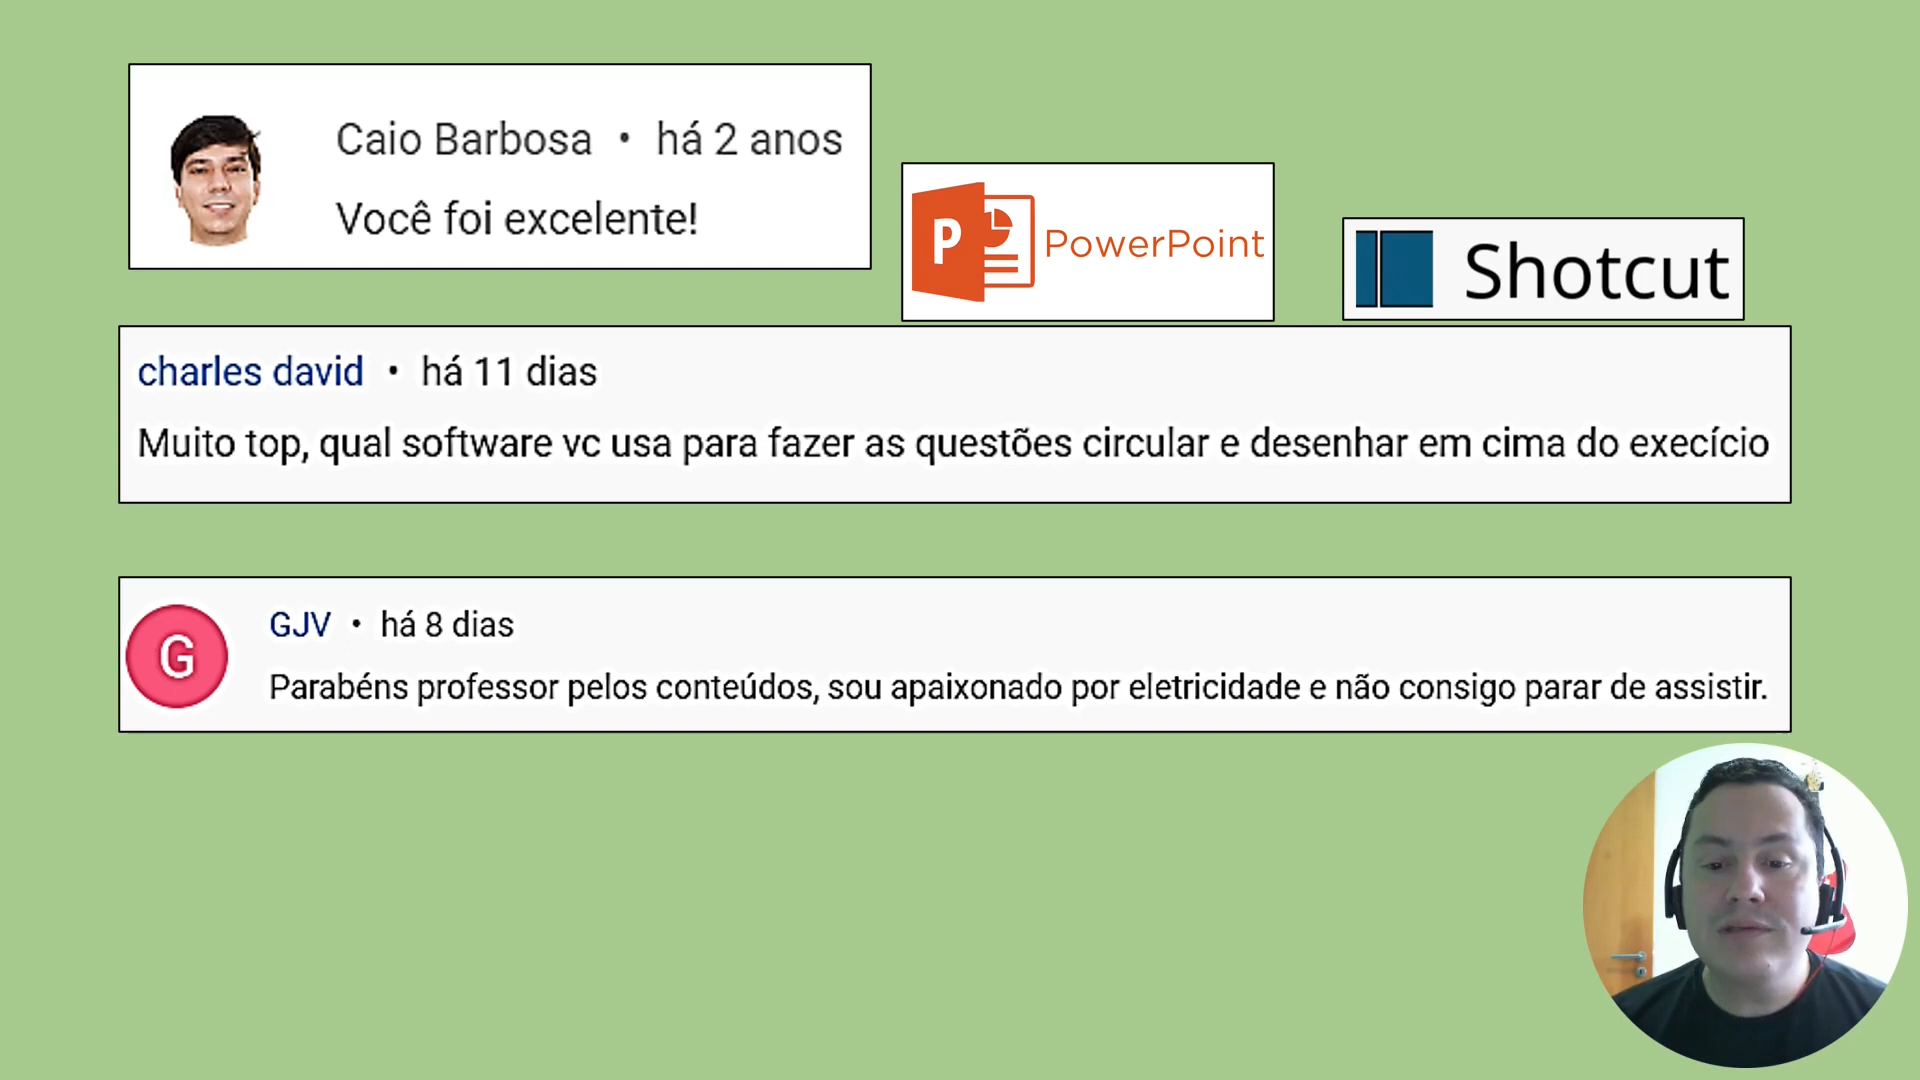 Caio Barbosa • há 2 anos
Você foi excelente!
P PowerPoint
Shotcut
charles david • há 11 dias
Muito top, qual software vc usa para fazer as questões circular e desenhar em cima do execício
G
GJV • há 8 dias
Parabéns professor pelos conteúdos, sou apaixonado por eletricidade e não consigo parar de assistir.